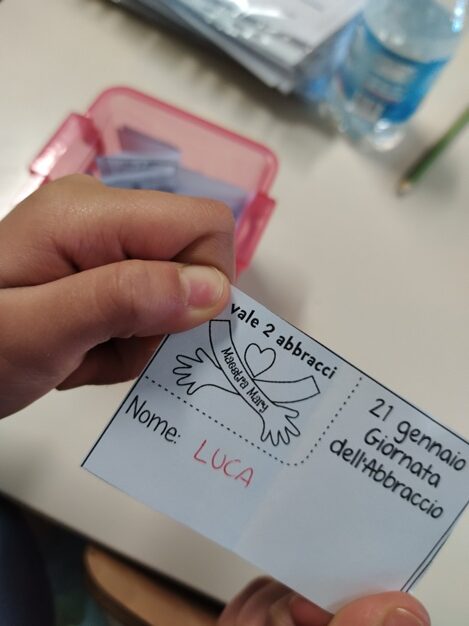 vale 2 abbracci
Maestra Mary
Nome: LUCA
21 gennaio
Giornata
dell'Abbraccio